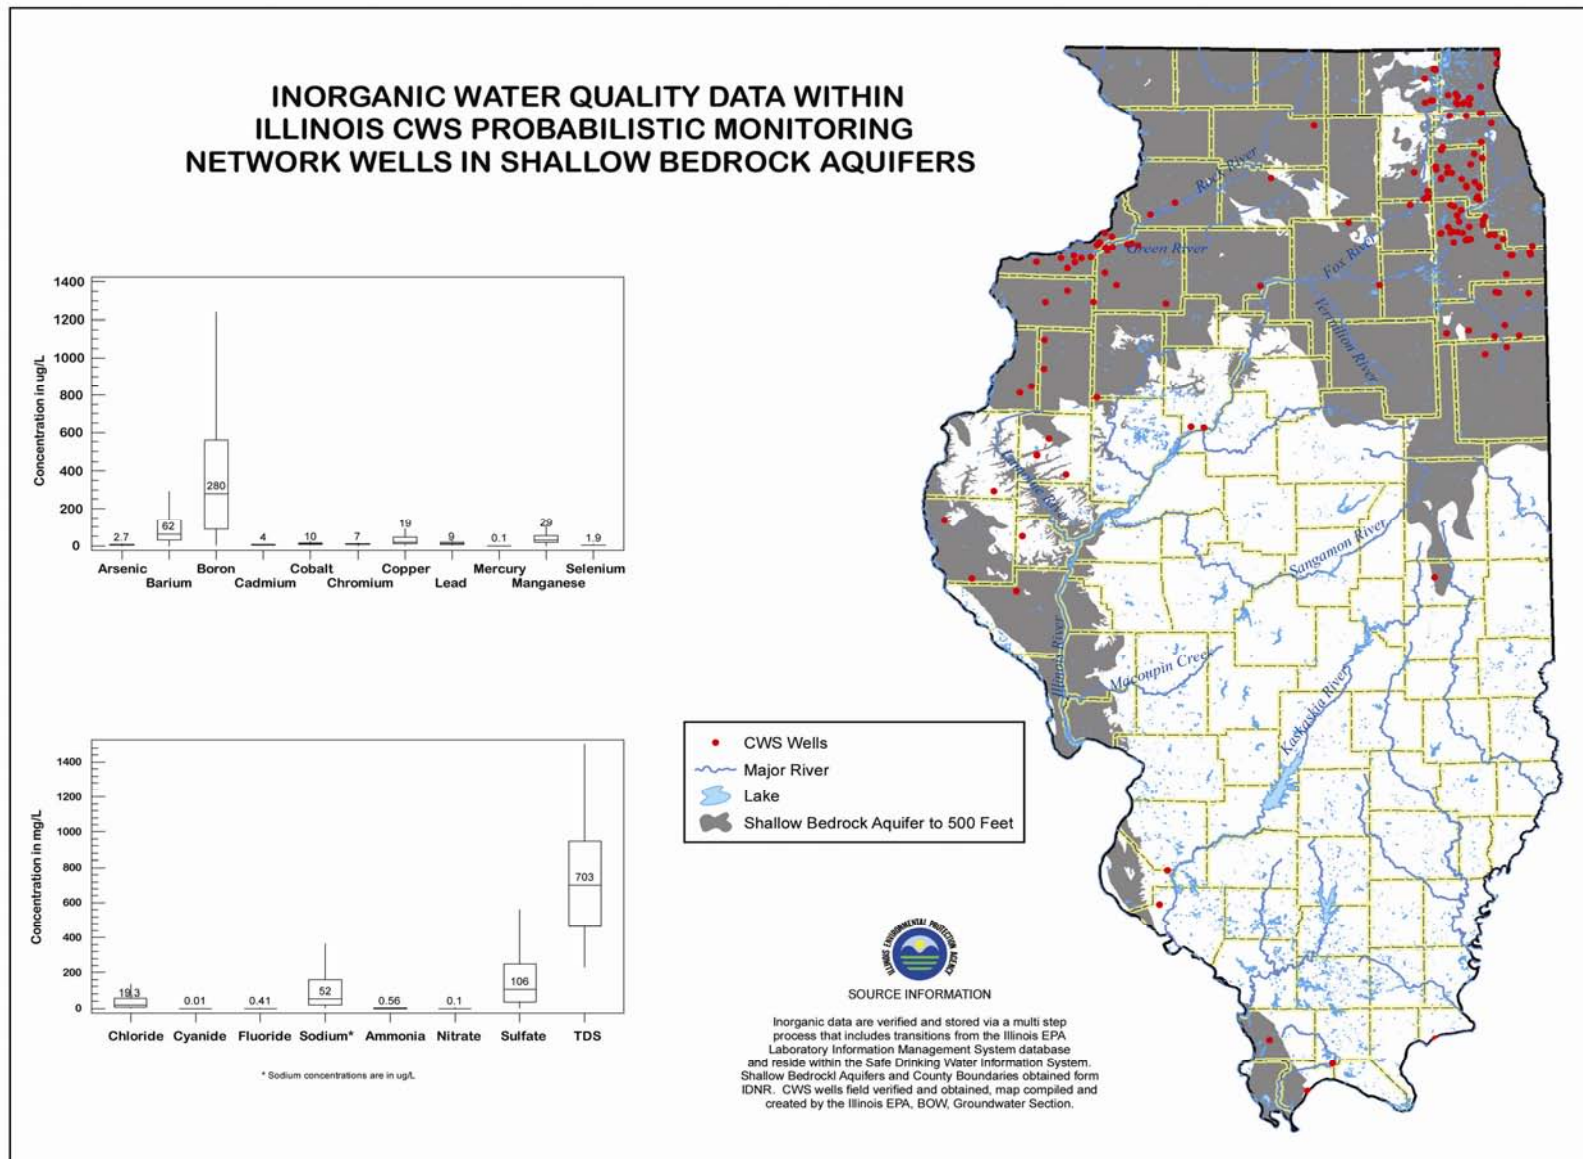 INORGANIC WATER QUALITY DATA WITHIN
ILLINOIS CWS PROBABILISTIC MONITORING
NETWORK WELLS IN SHALLOW BEDROCK AQUIFERS
Concentration in ug/L
1400
1200
1000
800
600
400
200
0
2.7
62
280
4
10
7
19
9
0.1
29
1.9
Arsenic
Barium
Boron
Cadmium
Cobalt
Chromium
Copper
Lead
Mercury
Manganese
Selenium
Concentration in mg/L
1400
1200
1000
800
600
400
200
0
19.3
0.01
0.41
52
0.56
0.1
106
703
Chloride
Cyanide
Fluoride
Sodium*
Ammonia
Nitrate
Sulfate
TDS
* Sodium concentrations are in ug/L
CWS Wells
Major River
Lake
Shallow Bedrock Aquifer to 500 Feet
ILLINOIS ENVIRONMENTAL PROTECTION AGENCY
SOURCE INFORMATION
Inorganic data are verified and stored via a multi step
process that includes transitions from the Illinois EPA
Laboratory Information Management System database
and reside within the Safe Drinking Water Information System.
Shallow Bedrockl Aquifers and County Boundaries obtained form
IDNR. CWS wells field verified and obtained, map compiled and
created by the Illinois EPA, BOW, Groundwater Section.
Rock River
Green River
Fox River
Vermilion River
Sangamon River
Illinois River
Macoupin Creek
Kaskaskia River